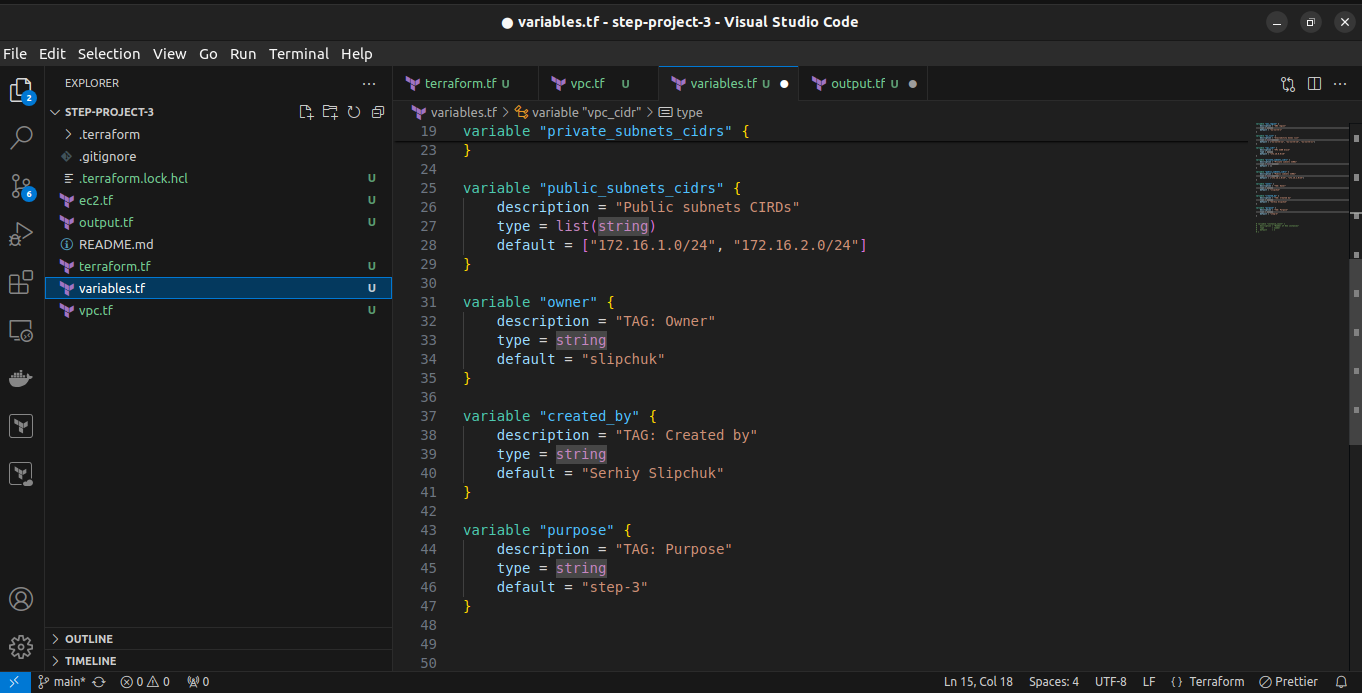 ● variables.tf - step-project-3 - Visual Studio Code
File Edit Selection View Go Run Terminal Help
EXPLORER
STEP-PROJECT-3
.terraform
.gitignore
.terraform.lock.hcl U
ec2.tf U
output.tf U
README.md
terraform.tf U
variables.tf U
vpc.tf U
OUTLINE
TIMELINE
2
6
terraform.tf U vpc.tf U variables.tf U ● output.tf U ●
variables.tf > variable "vpc_cidr" > type
19 variable "private_subnets_cidrs" {
23 }
24
25 variable "public_subnets_cidrs" {
26 description = "Public subnets CIRDs"
27 type = list(string)
28 default = ["172.16.1.0/24", "172.16.2.0/24"]
29 }
30
31 variable "owner" {
32 description = "TAG: Owner"
33 type = string
34 default = "slipchuk"
35 }
36
37 variable "created_by" {
38 description = "TAG: Created by"
39 type = string
40 default = "Serhiy Slipchuk"
41 }
42
43 variable "purpose" {
44 description = "TAG: Purpose"
45 type = string
46 default = "step-3"
47 }
48
49
50
main* 0 0 0 Ln 15, Col 18 Spaces: 4 UTF-8 LF {} Terraform Prettier